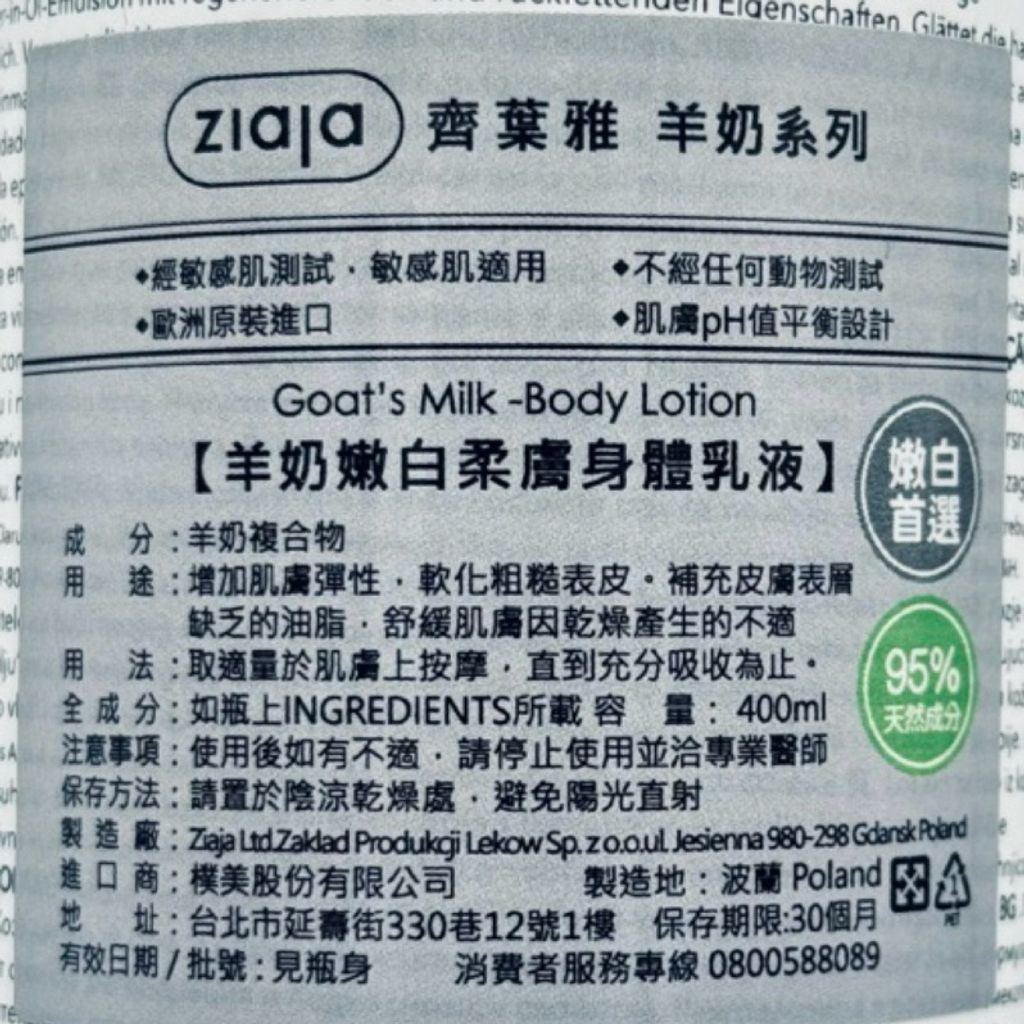 ziaja 齊葉雅 羊奶系列
◆經敏感肌測試，敏感肌適用 ◆不經任何動物測試
◆歐洲原裝進口 ◆肌膚pH值平衡設計
Goat's Milk -Body Lotion
【羊奶嫩白柔膚身體乳液】
嫩白
首選
成 分：羊奶複合物
用 途：增加肌膚彈性，軟化粗糙表皮。補充皮膚表層
缺乏的油脂，舒緩肌膚因乾燥產生的不適
用 法：取適量於肌膚上按摩，直到充分吸收為止。
95%
天然成分
全成分：如瓶上INGREDIENTS所載 容 量： 400ml
注意事項：使用後如有不適，請停止使用並洽專業醫師
保存方法：請置於陰涼乾燥處，避免陽光直射
製造廠：Ziaja Ltd.Zaklad Produkcji Lekow Sp. z o.o.ul. Jesienna 980-298 Gdansk Poland
進口商：樸美股份有限公司 製造地：波蘭 Poland
1
PET
地 址：台北市延壽街330巷12號1樓 保存期限:30個月
有效日期/批號：見瓶身 消費者服務專線 0800588089